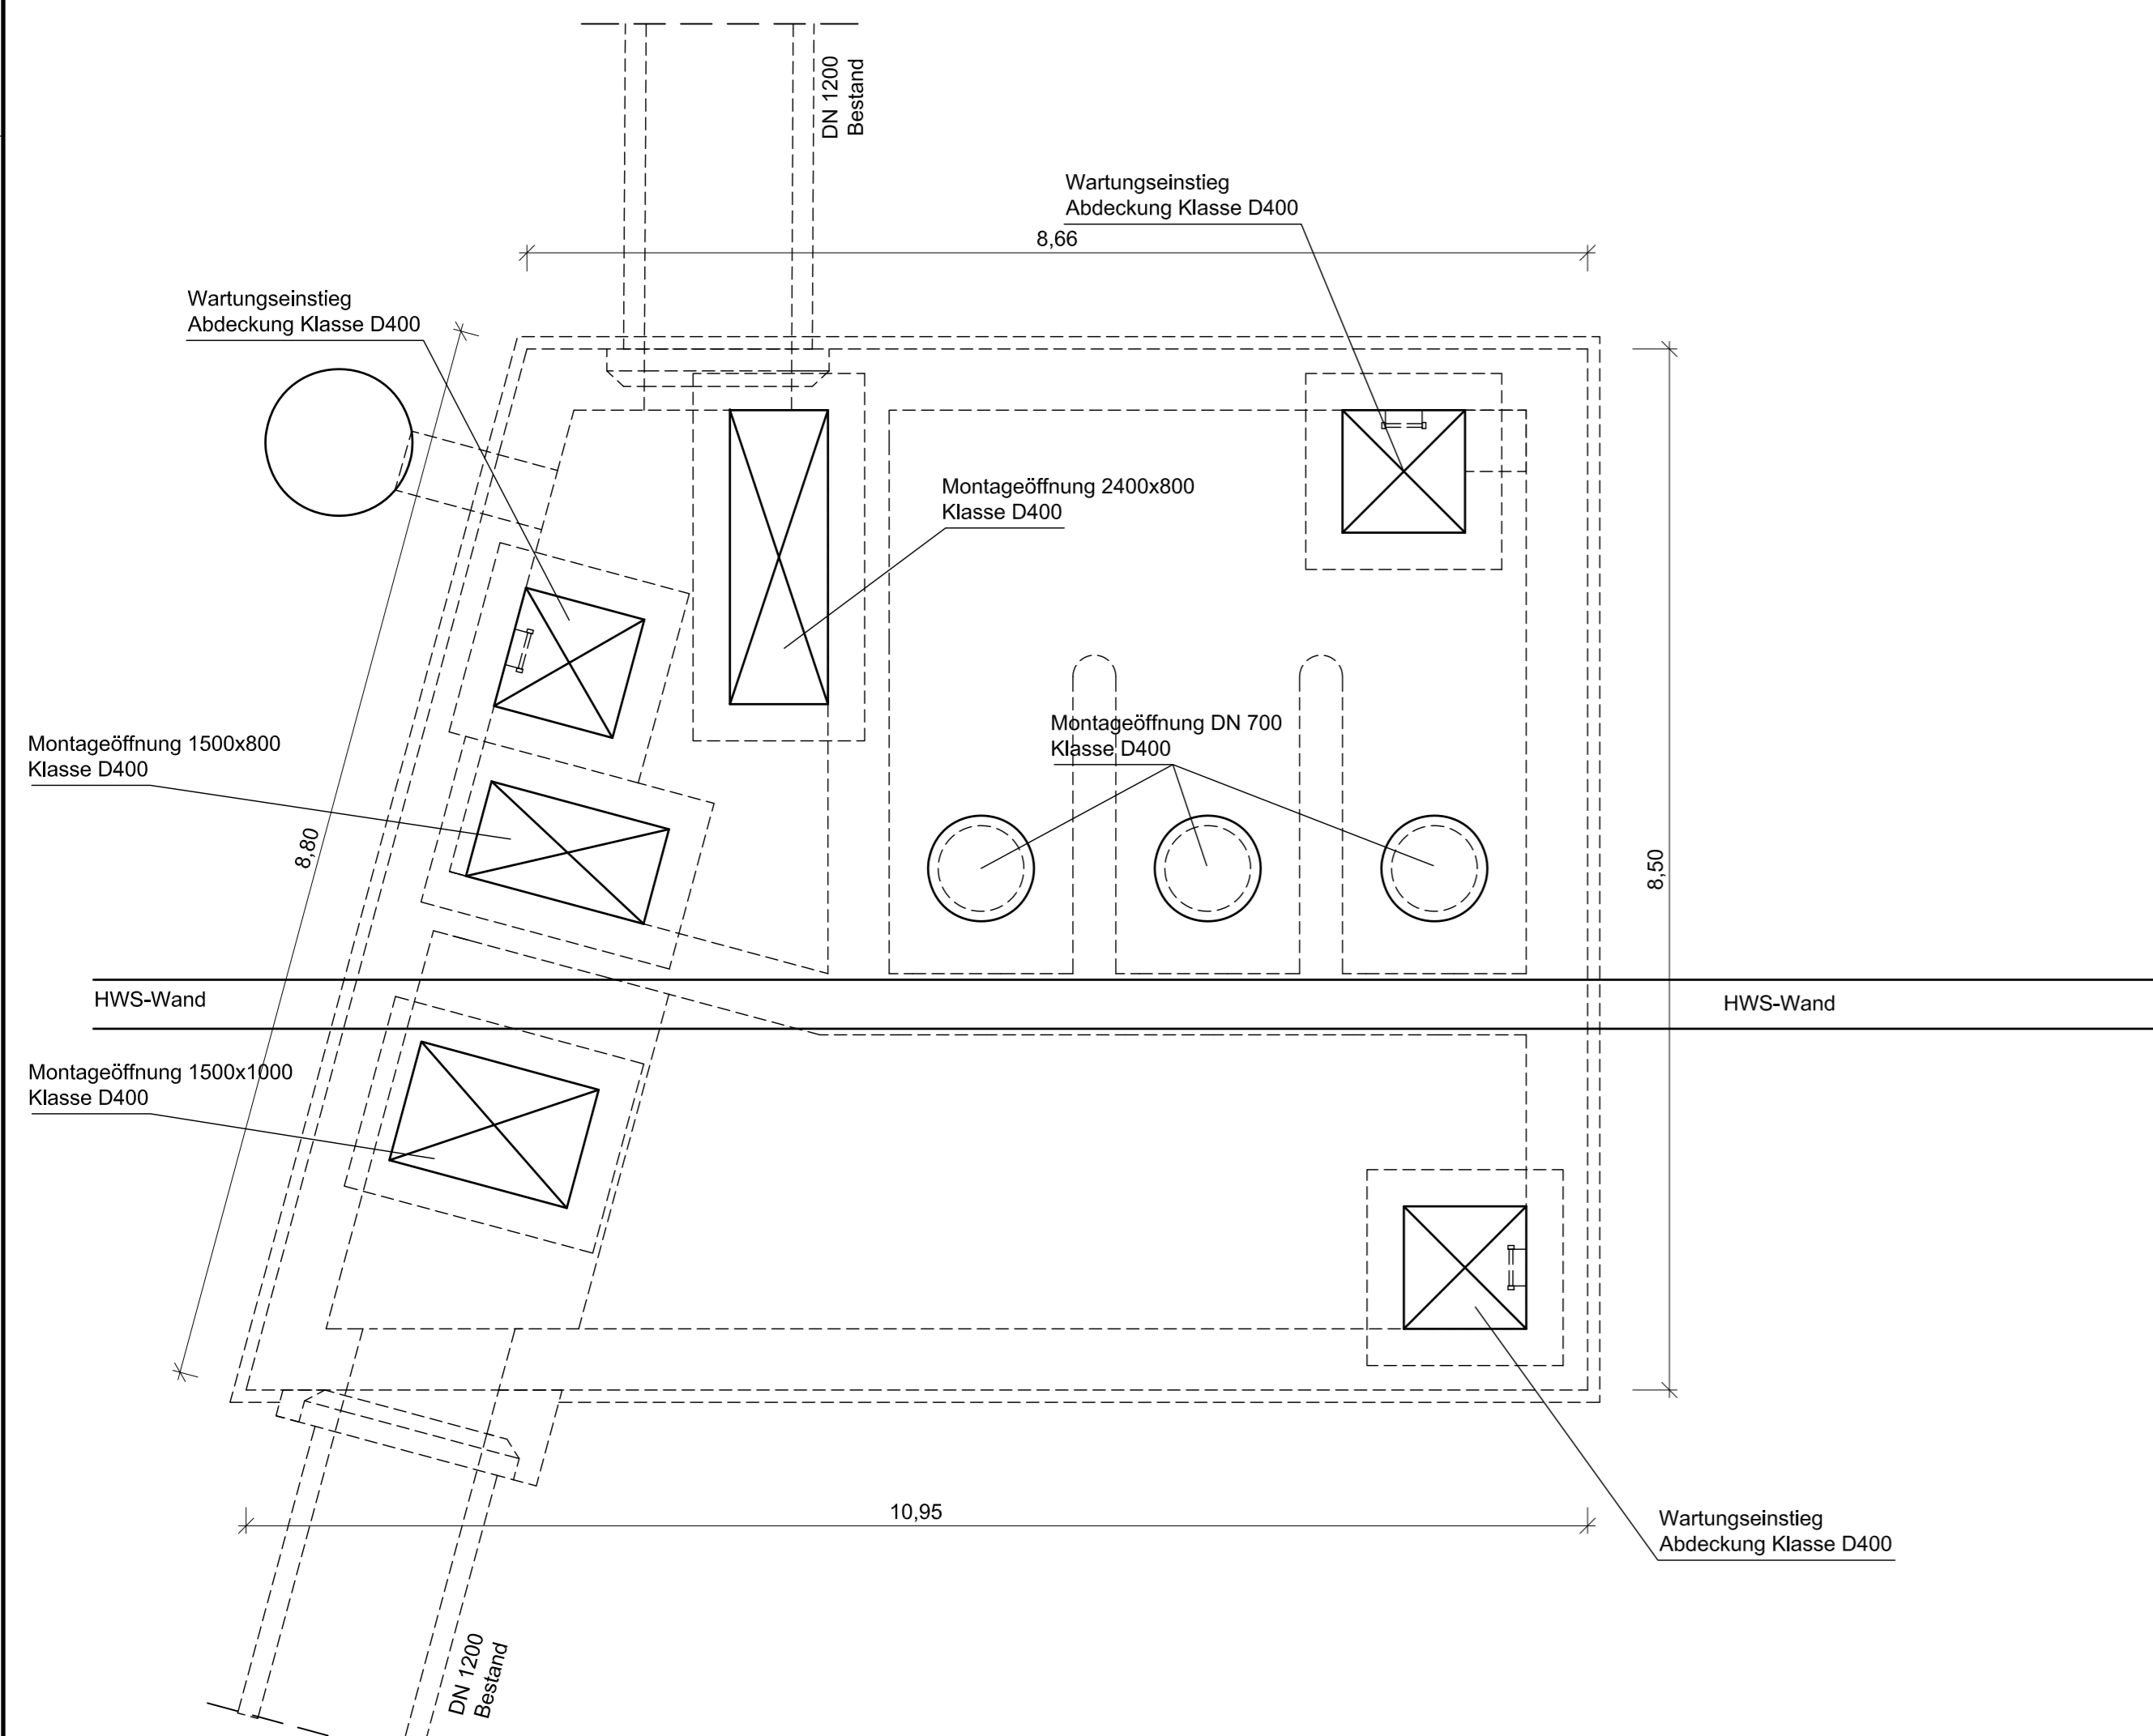 DN 1200
Bestand
Wartungseinstieg
Abdeckung Klasse D400
8,66
Wartungseinstieg
Abdeckung Klasse D400
Montageöffnung 2400x800
Klasse D400
Montageöffnung DN 700
Klasse D400
Montageöffnung 1500x800
Klasse D400
8,80
8,50
HWS-Wand
HWS-Wand
Montageöffnung 1500x1000
Klasse D400
10,95
Wartungseinstieg
Abdeckung Klasse D400
DN 1200
Bestand